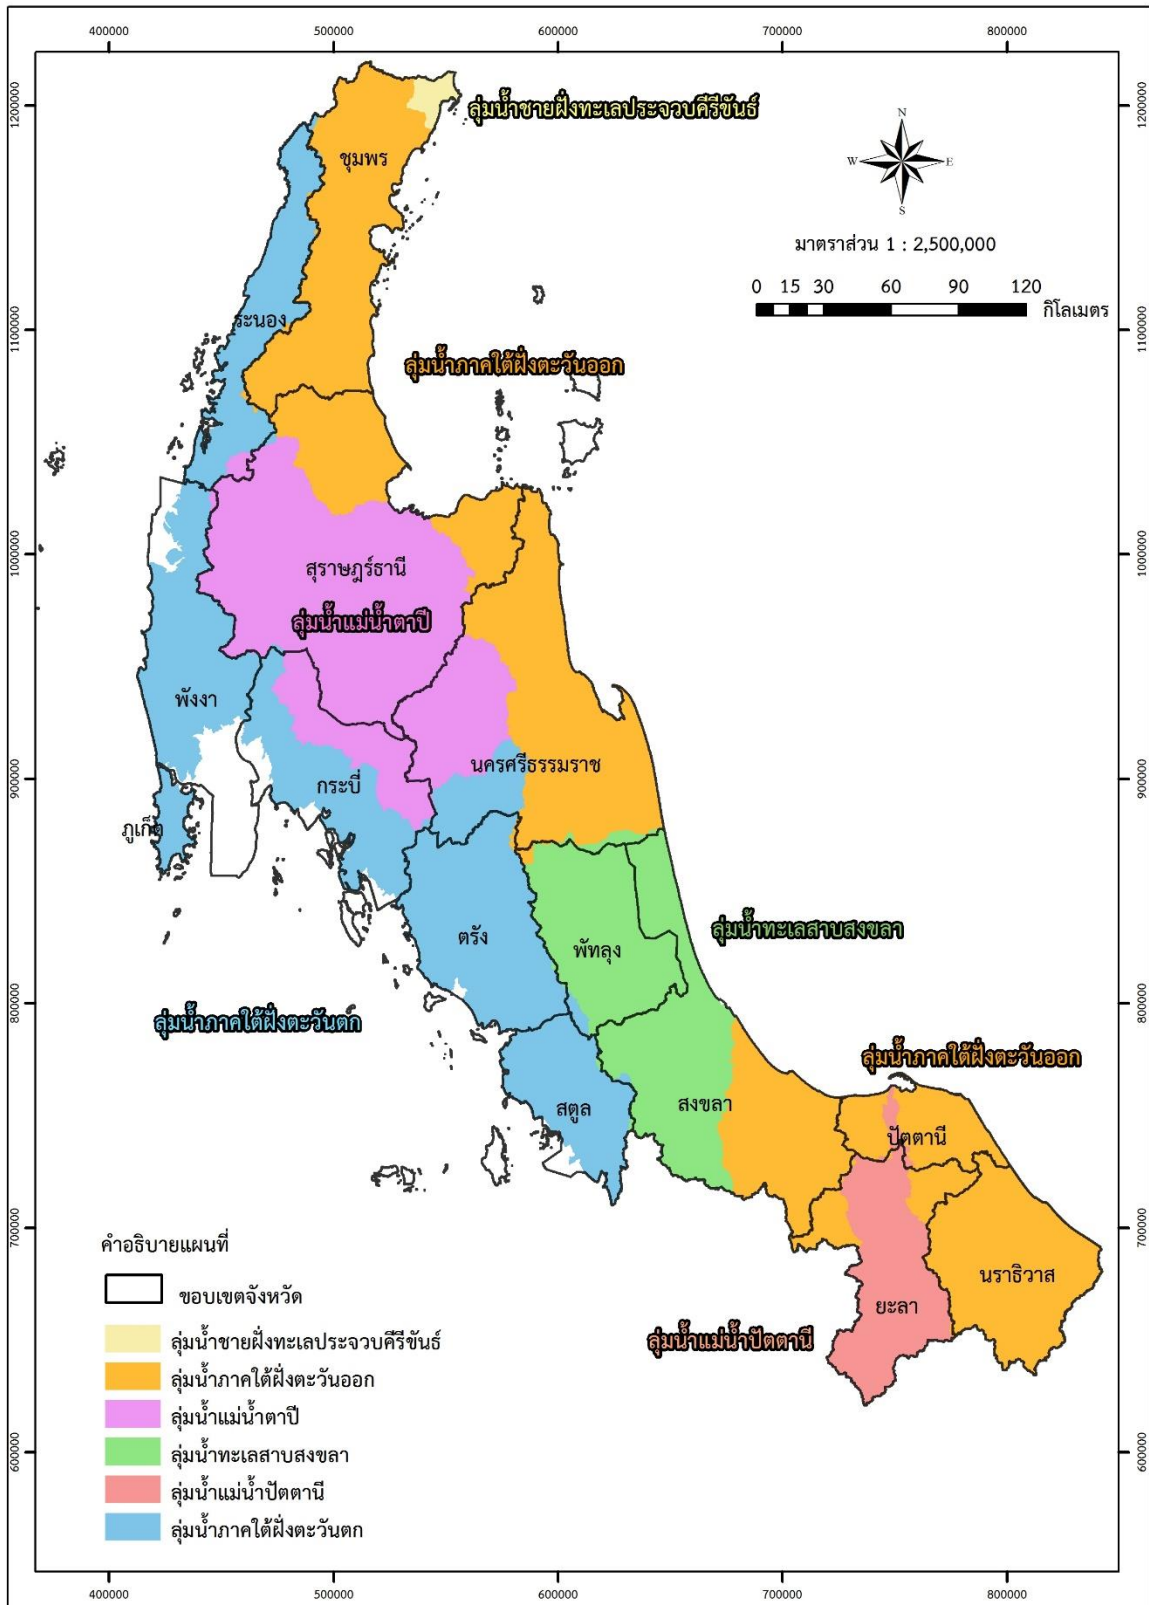 400000 500000 600000 700000 800000
1200000 1200000
ลุ่มน้ำชายฝั่งทะเลประจวบคีรีขันธ์
N
W E
S
ชุมพร
มาตราส่วน 1 : 2,500,000
0 15 30 60 90 120
กิโลเมตร
ระนอง
1100000 1100000
ลุ่มน้ำภาคใต้ฝั่งตะวันออก
1000000 1000000
สุราษฎร์ธานี
ลุ่มน้ำแม่น้ำตาปี
พังงา
นครศรีธรรมราช
กระบี่
900000 900000
ภูเก็ต
ลุ่มน้ำทะเลสาบสงขลา
ตรัง
พัทลุง
800000 800000
ลุ่มน้ำภาคใต้ฝั่งตะวันตก
ลุ่มน้ำภาคใต้ฝั่งตะวันออก
สตูล
สงขลา
ปัตตานี
700000 700000
คำอธิบายแผนที่
นราธิวาส
ขอบเขตจังหวัด
ยะลา
ลุ่มน้ำแม่น้ำปัตตานี
ลุ่มน้ำชายฝั่งทะเลประจวบคีรีขันธ์
ลุ่มน้ำภาคใต้ฝั่งตะวันออก
ลุ่มน้ำแม่น้ำตาปี
ลุ่มน้ำทะเลสาบสงขลา
600000 600000
ลุ่มน้ำแม่น้ำปัตตานี
ลุ่มน้ำภาคใต้ฝั่งตะวันตก
400000 500000 600000 700000 800000